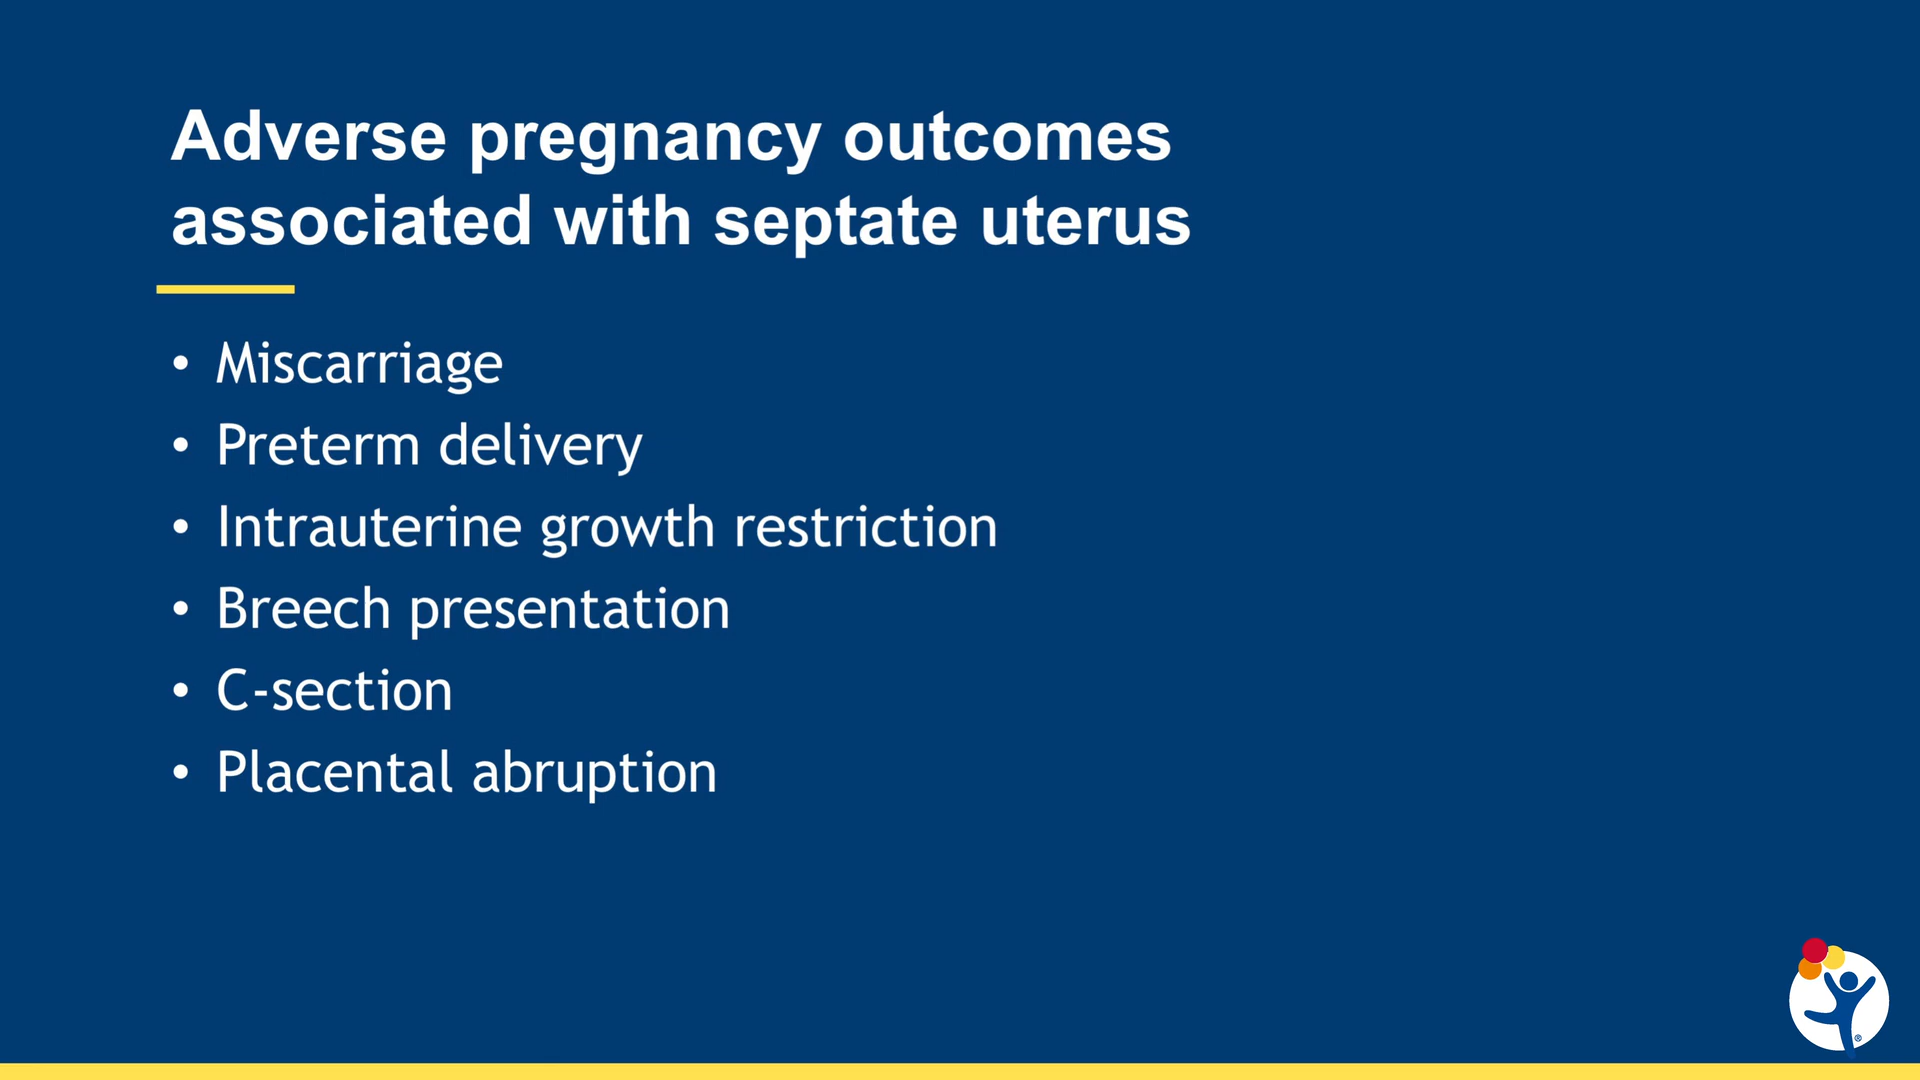 Adverse pregnancy outcomes
associated with septate uterus
• Miscarriage
• Preterm delivery
• Intrauterine growth restriction
• Breech presentation
• C-section
• Placental abruption
®